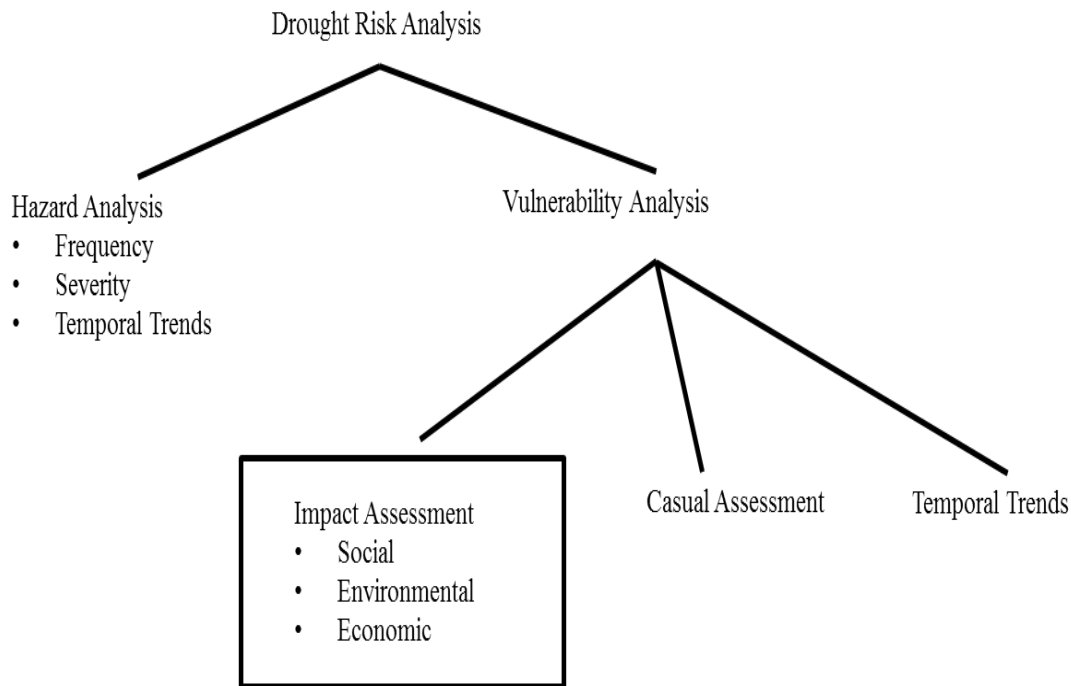 Drought Risk Analysis
Hazard Analysis
• Frequency
• Severity
• Temporal Trends
Vulnerability Analysis
Impact Assessment
• Social
• Environmental
• Economic
Casual Assessment
Temporal Trends